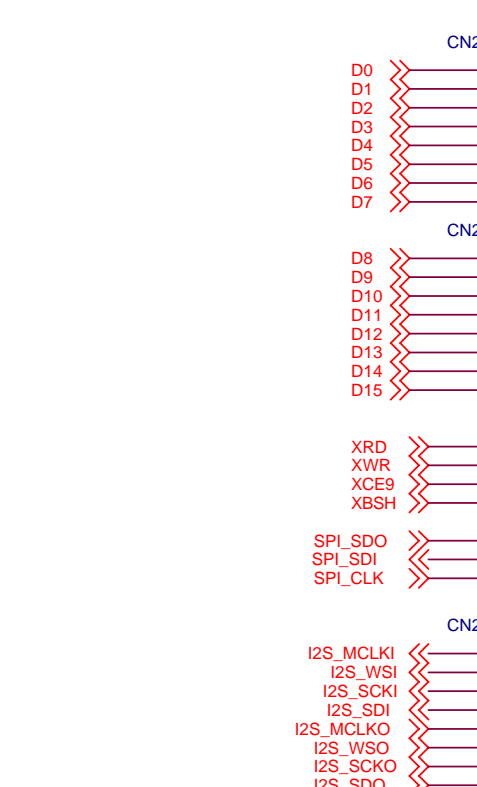 CN2
D0
D1
D2
D3
D4
D5
D6
D7
CN2
D8
D9
D10
D11
D12
D13
D14
D15
XRD
XWR
XCE9
XBSH
SPI_SDO
SPI_SDI
SPI_CLK
CN2
I2S_MCLKI
I2S_WSI
I2S_SCKI
I2S_SDI
I2S_MCLKO
I2S_WSO
I2S_SCKO
I2S_SDO